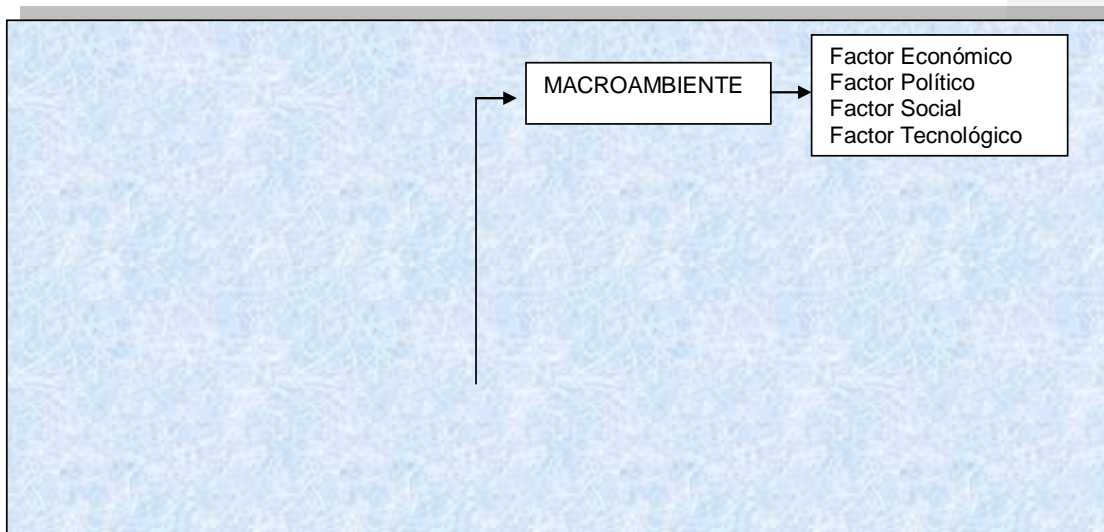 MACROAMBIENTE
Factor Económico
Factor Político
Factor Social
Factor Tecnológico